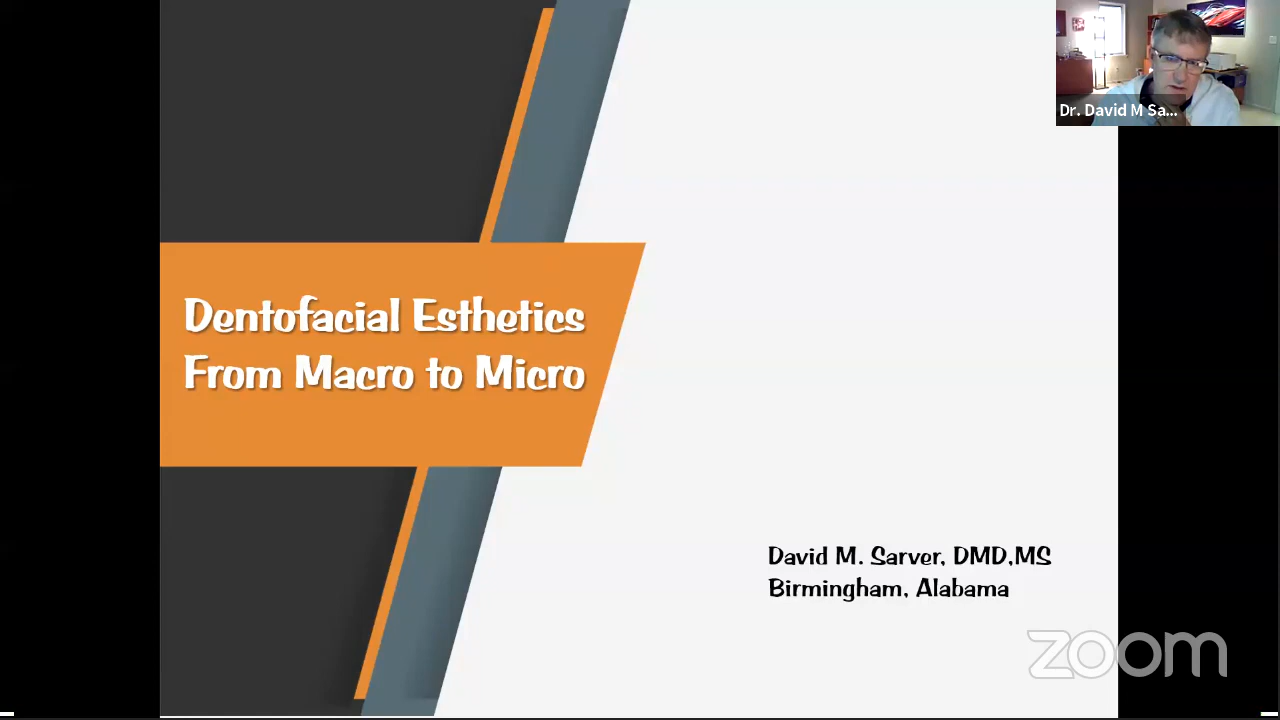 Dr. David M Sa...
Dentofacial Esthetics
From Macro to Micro
David M. Sarver, DMD,MS
Birmingham, Alabama
zoom